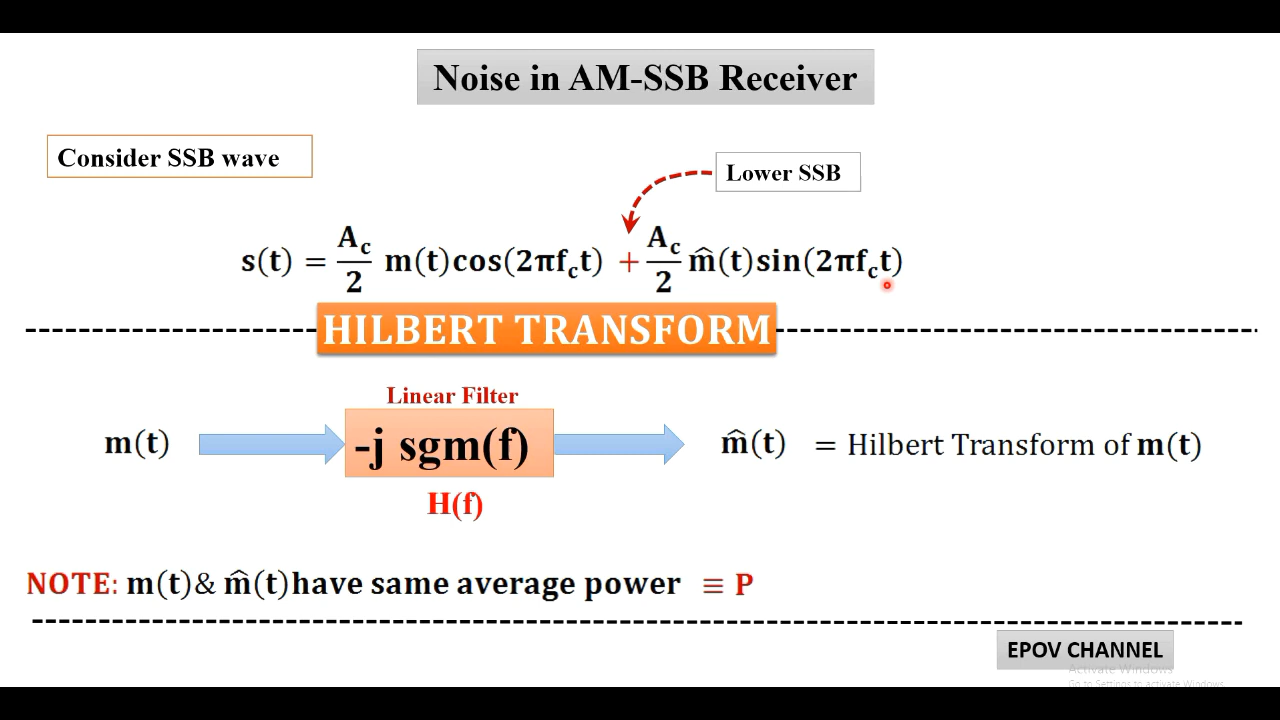 Noise in AM-SSB Receiver
Consider SSB wave
Lower SSB
s(t) = A_c/2 m(t)cos(2πf_ct) + A_c/2 m̂(t)sin(2πf_ct)
HILBERT TRANSFORM
Linear Filter
m(t) -j sgm(f) m̂(t) = Hilbert Transform of m(t)
H(f)
NOTE: m(t)& m̂(t)have same average power ≡ P
EPOV CHANNEL
Activate Windows
Go to Settings to activate Windows.